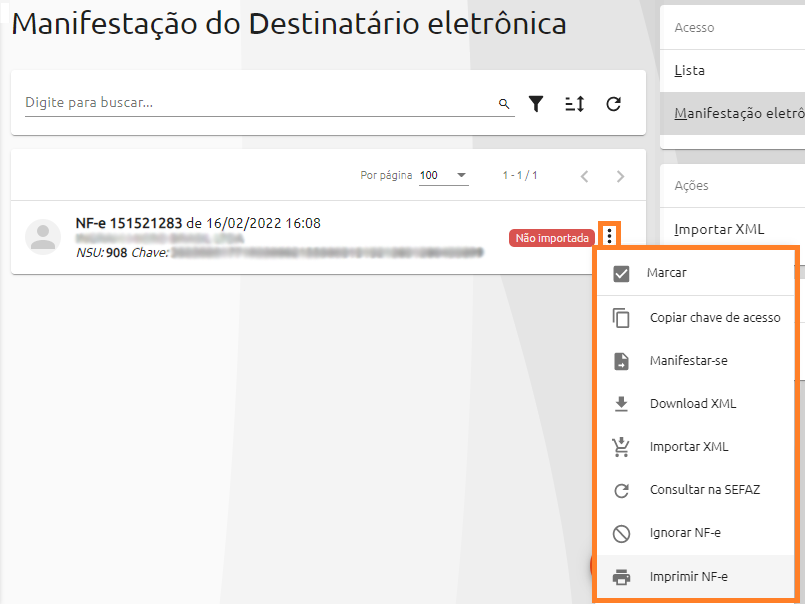 Manifestação do Destinatário eletrônica
Digite para buscar...
Por página 100
1 - 1 / 1
NF-e 151521283 de 16/02/2022 16:08
NSU: 908 Chave:
Não importada
Marcar
Copiar chave de acesso
Manifestar-se
Download XML
Importar XML
Consultar na SEFAZ
Ignorar NF-e
Imprimir NF-e
Acesso
Lista
Manifestação eletrô
Ações
Importar XML